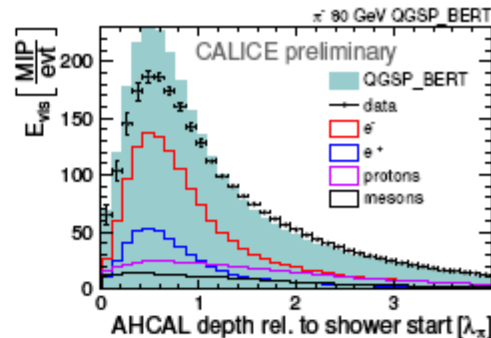 π⁻ 80 GeV QGSP_BERT
CALICE preliminary
QGSP_BERT
data
e⁻
e⁺
protons
mesons
E_vis [MIP/evt]
200
150
100
50
0
0 1 2 3
AHCAL depth rel. to shower start [λ_π]